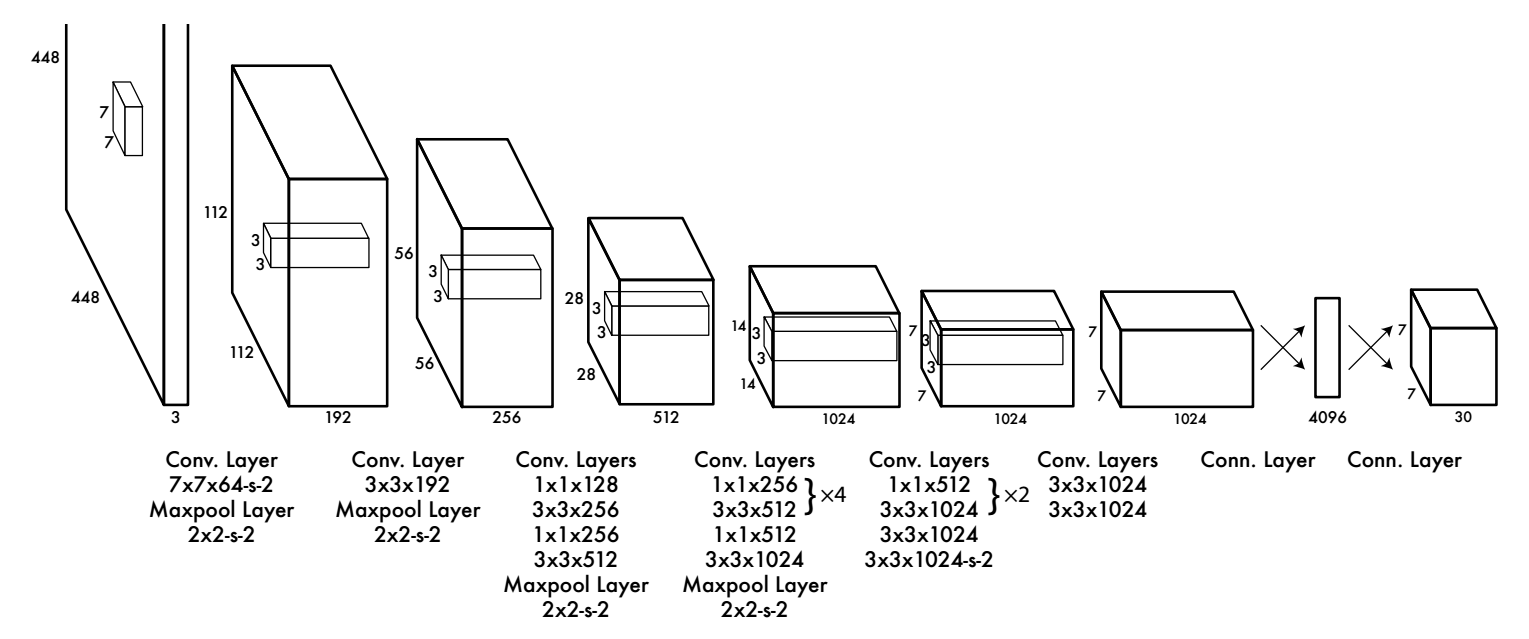 448
7
7
448
3
112
3
3
112
192
56
3
3
56
256
28
3
3
28
512
14
3
3
14
1024
7
3
3
7
1024
7
7
1024
4096
7
7
30
Conv. Layer
7x7x64-s-2
Maxpool Layer
2x2-s-2
Conv. Layer
3x3x192
Maxpool Layer
2x2-s-2
Conv. Layers
1x1x128
3x3x256
1x1x256
3x3x512
Maxpool Layer
2x2-s-2
Conv. Layers
1x1x256
3x3x512
} ×4
1x1x512
3x3x1024
Maxpool Layer
2x2-s-2
Conv. Layers
1x1x512
3x3x1024
} ×2
3x3x1024
3x3x1024-s-2
Conv. Layers
3x3x1024
3x3x1024
Conn. Layer
Conn. Layer